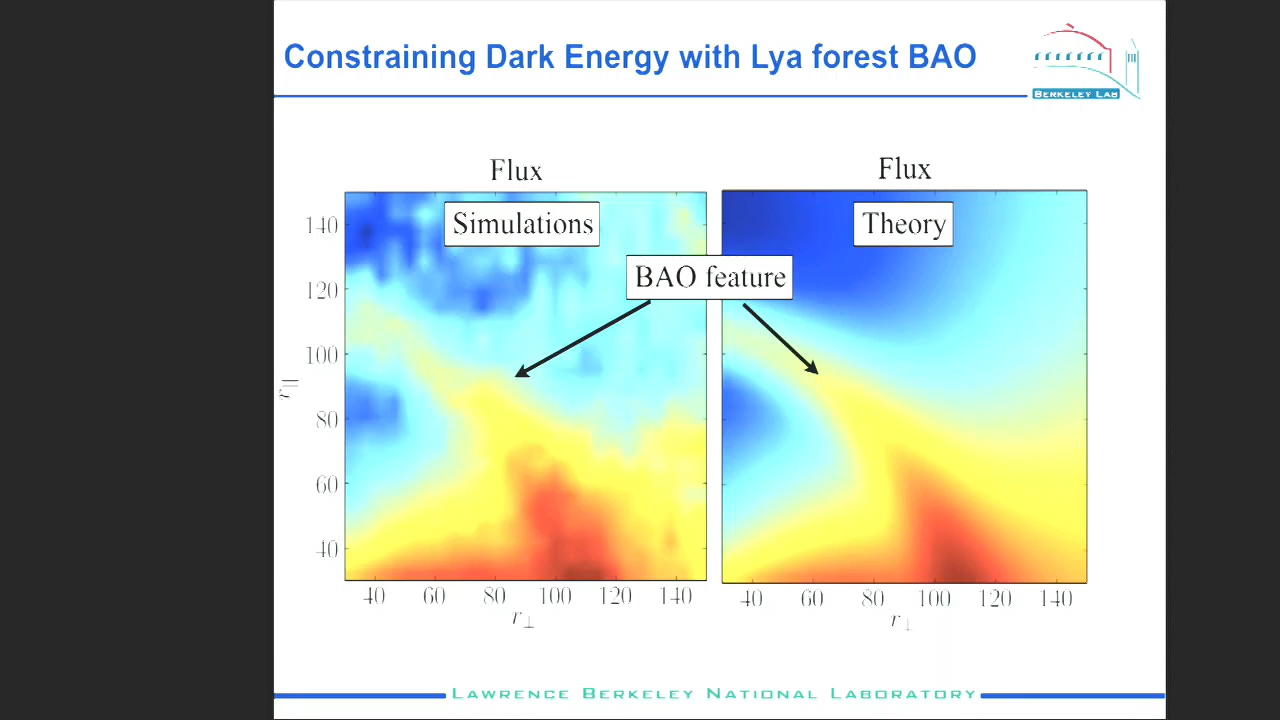 Constraining Dark Energy with Lya forest BAO
BERKELEY LAB
Flux
Simulations
140
120
100
80
60
40
r∥
40 60 80 100 120 140
r⊥
BAO feature
Flux
Theory
40 60 80 100 120 140
r⊥
LAWRENCE BERKELEY NATIONAL LABORATORY